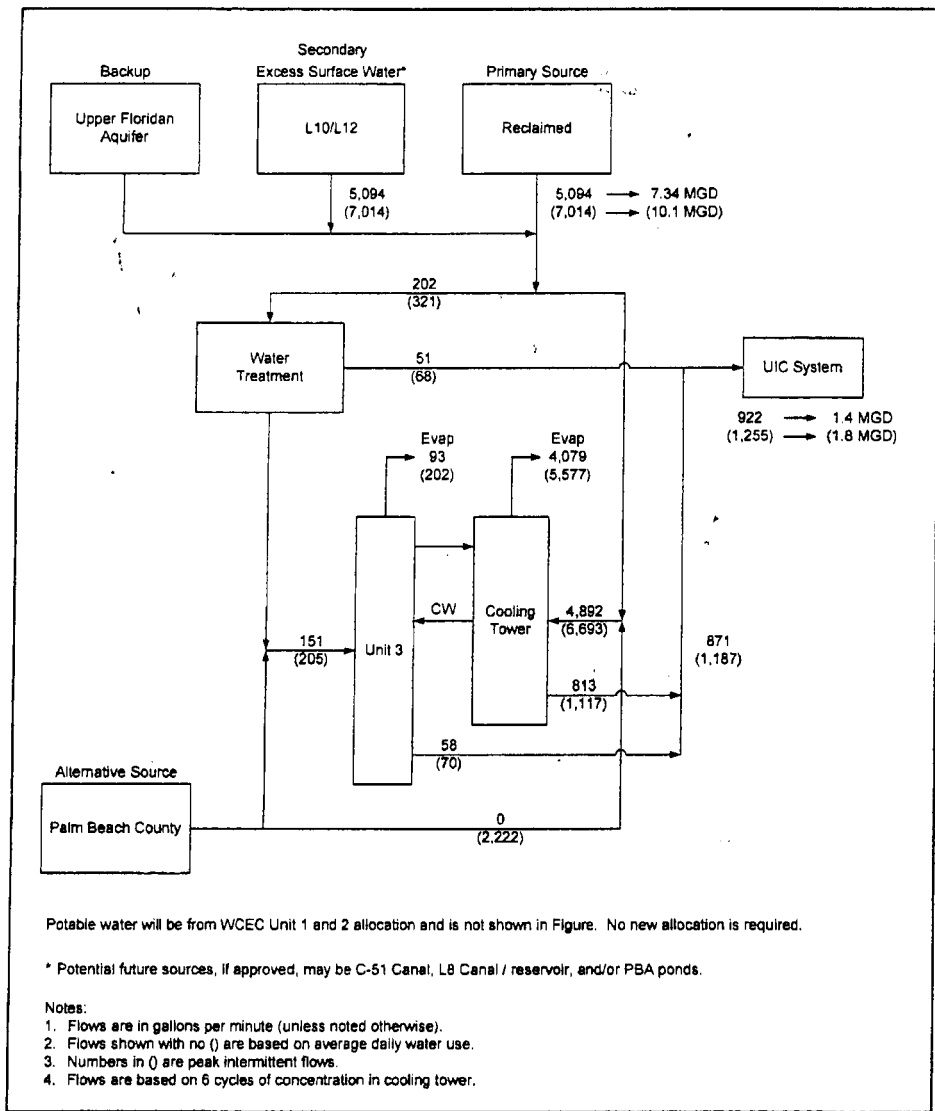 Backup
Secondary
Excess Surface Water*
Primary Source
Upper Floridan
Aquifer
L10/L12
Reclaimed
5,094
(7,014)
5,094 7.34 MGD
(7,014) (10.1 MGD)
202
(321)
Water
Treatment
51
(68)
UIC System
922 1.4 MGD
(1,255) (1.8 MGD)
Evap
93
(202)
Evap
4,079
(5,577)
CW
Cooling
Tower
4,892
(6,693)
151
(205)
Unit 3
871
(1,187)
813
(1,117)
58
(70)
Alternative Source
Palm Beach County
0
(2,222)
Potable water will be from WCEC Unit 1 and 2 allocation and is not shown in Figure. No new allocation is required.
* Potential future sources, if approved, may be C-51 Canal, L8 Canal / reservoir, and/or PBA ponds.
Notes:
1. Flows are in gallons per minute (unless noted otherwise).
2. Flows shown with no () are based on average daily water use.
3. Numbers in () are peak intermittent flows.
4. Flows are based on 6 cycles of concentration in cooling tower.